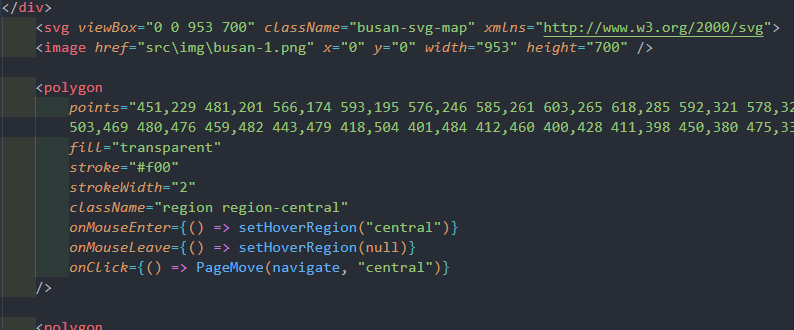 </div>
<svg viewBox="0 0 953 700" className="busan-svg-map" xmlns="http://www.w3.org/2000/svg">
<image href="src\img\busan-1.png" x="0" y="0" width="953" height="700" />
<polygon
points="451,229 481,201 566,174 593,195 576,246 585,261 603,265 618,285 592,321 578,32
503,469 480,476 459,482 443,479 418,504 401,484 412,460 400,428 411,398 450,380 475,33
fill="transparent"
stroke="#f00"
strokeWidth="2"
className="region region-central"
onMouseEnter={() => setHoverRegion("central")}
onMouseLeave={() => setHoverRegion(null)}
onClick={() => PageMove(navigate, "central")}
/>
<polygon